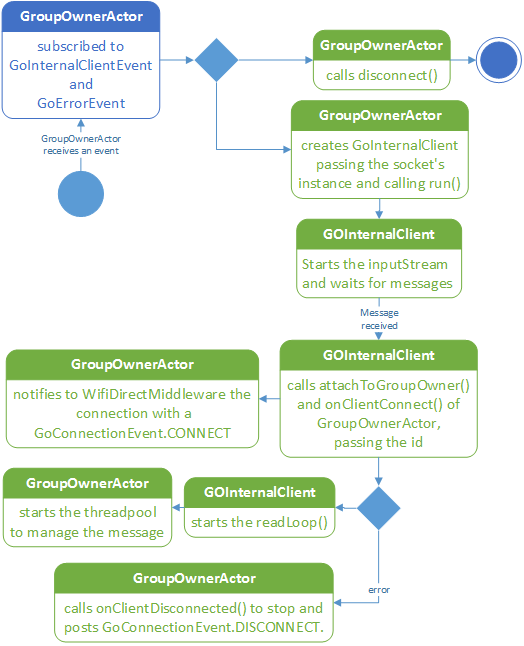 GroupOwnerActor
subscribed to
GoInternalClientEvent
and
GoErrorEvent
GroupOwnerActor
receives an event
GroupOwnerActor
calls disconnect()
GroupOwnerActor
creates GoInternalClient
passing the socket's
instance and calling run()
GOInternalClient
Starts the inputStream
and waits for messages
Message
received
GOInternalClient
calls attachToGroupOwner()
and onClientConnect() of
GroupOwnerActor,
passing the id
GroupOwnerActor
notifies to WifiDirectMiddleware the
connection with a
GoConnectionEvent.CONNECT
GOInternalClient
starts the readLoop()
GroupOwnerActor
starts the threadpool
to manage the message
error
GroupOwnerActor
calls onClientDisconnected() to stop and
posts GoConnectionEvent.DISCONNECT.